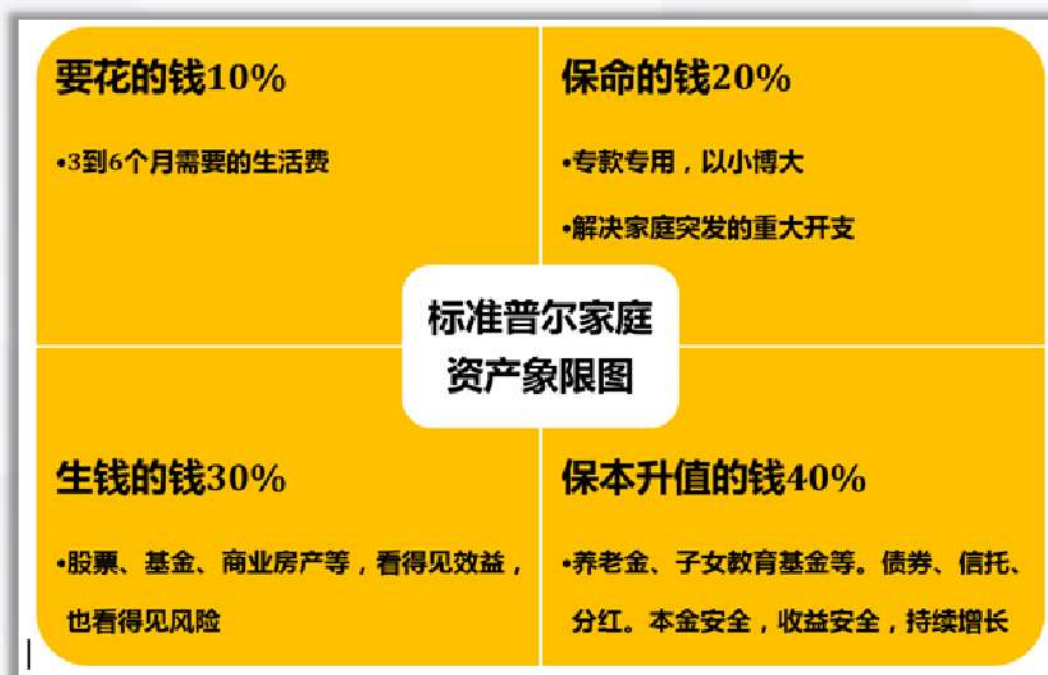 要花的钱10%
•3到6个月需要的生活费
保命的钱20%
•专款专用，以小博大
•解决家庭突发的重大开支
标准普尔家庭
资产象限图
生钱的钱30%
•股票、基金、商业房产等，看得见效益，
也看得见风险
保本升值的钱40%
•养老金、子女教育基金等。债券、信托、
分红。本金安全，收益安全，持续增长